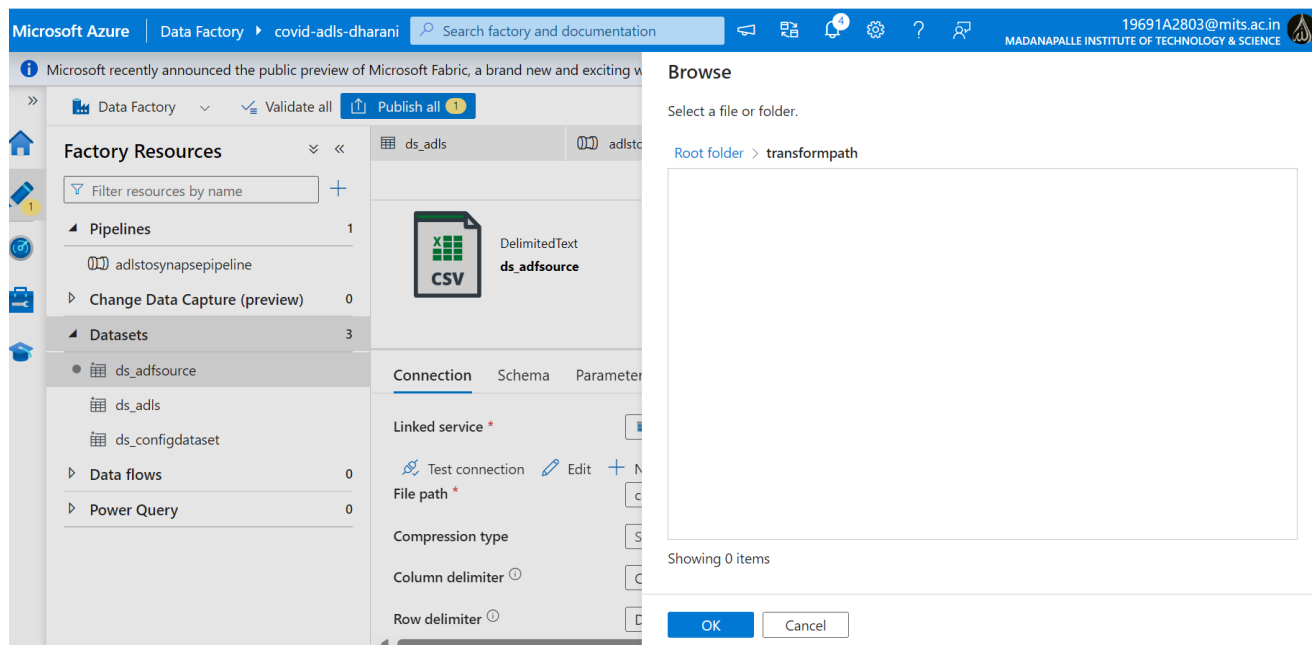 Microsoft Azure Data Factory covid-adls-dharani Search factory and documentation 4 19691A2803@mits.ac.in
MADANAPALLE INSTITUTE OF TECHNOLOGY & SCIENCE
Microsoft recently announced the public preview of Microsoft Fabric, a brand new and exciting w
Data Factory Validate all Publish all 1
Factory Resources
Filter resources by name
1
Pipelines 1
adlstosynapsepipeline
Change Data Capture (preview) 0
Datasets 3
ds_adfsource
ds_adls
ds_configdataset
Data flows 0
Power Query 0
ds_adls adlstc
CSV
DelimitedText
ds_adfsource
Connection Schema Parameter
Linked service *
Test connection Edit N
File path *
Compression type S
Column delimiter
Row delimiter D
Browse
Select a file or folder.
Root folder > transformpath
Showing 0 items
OK Cancel